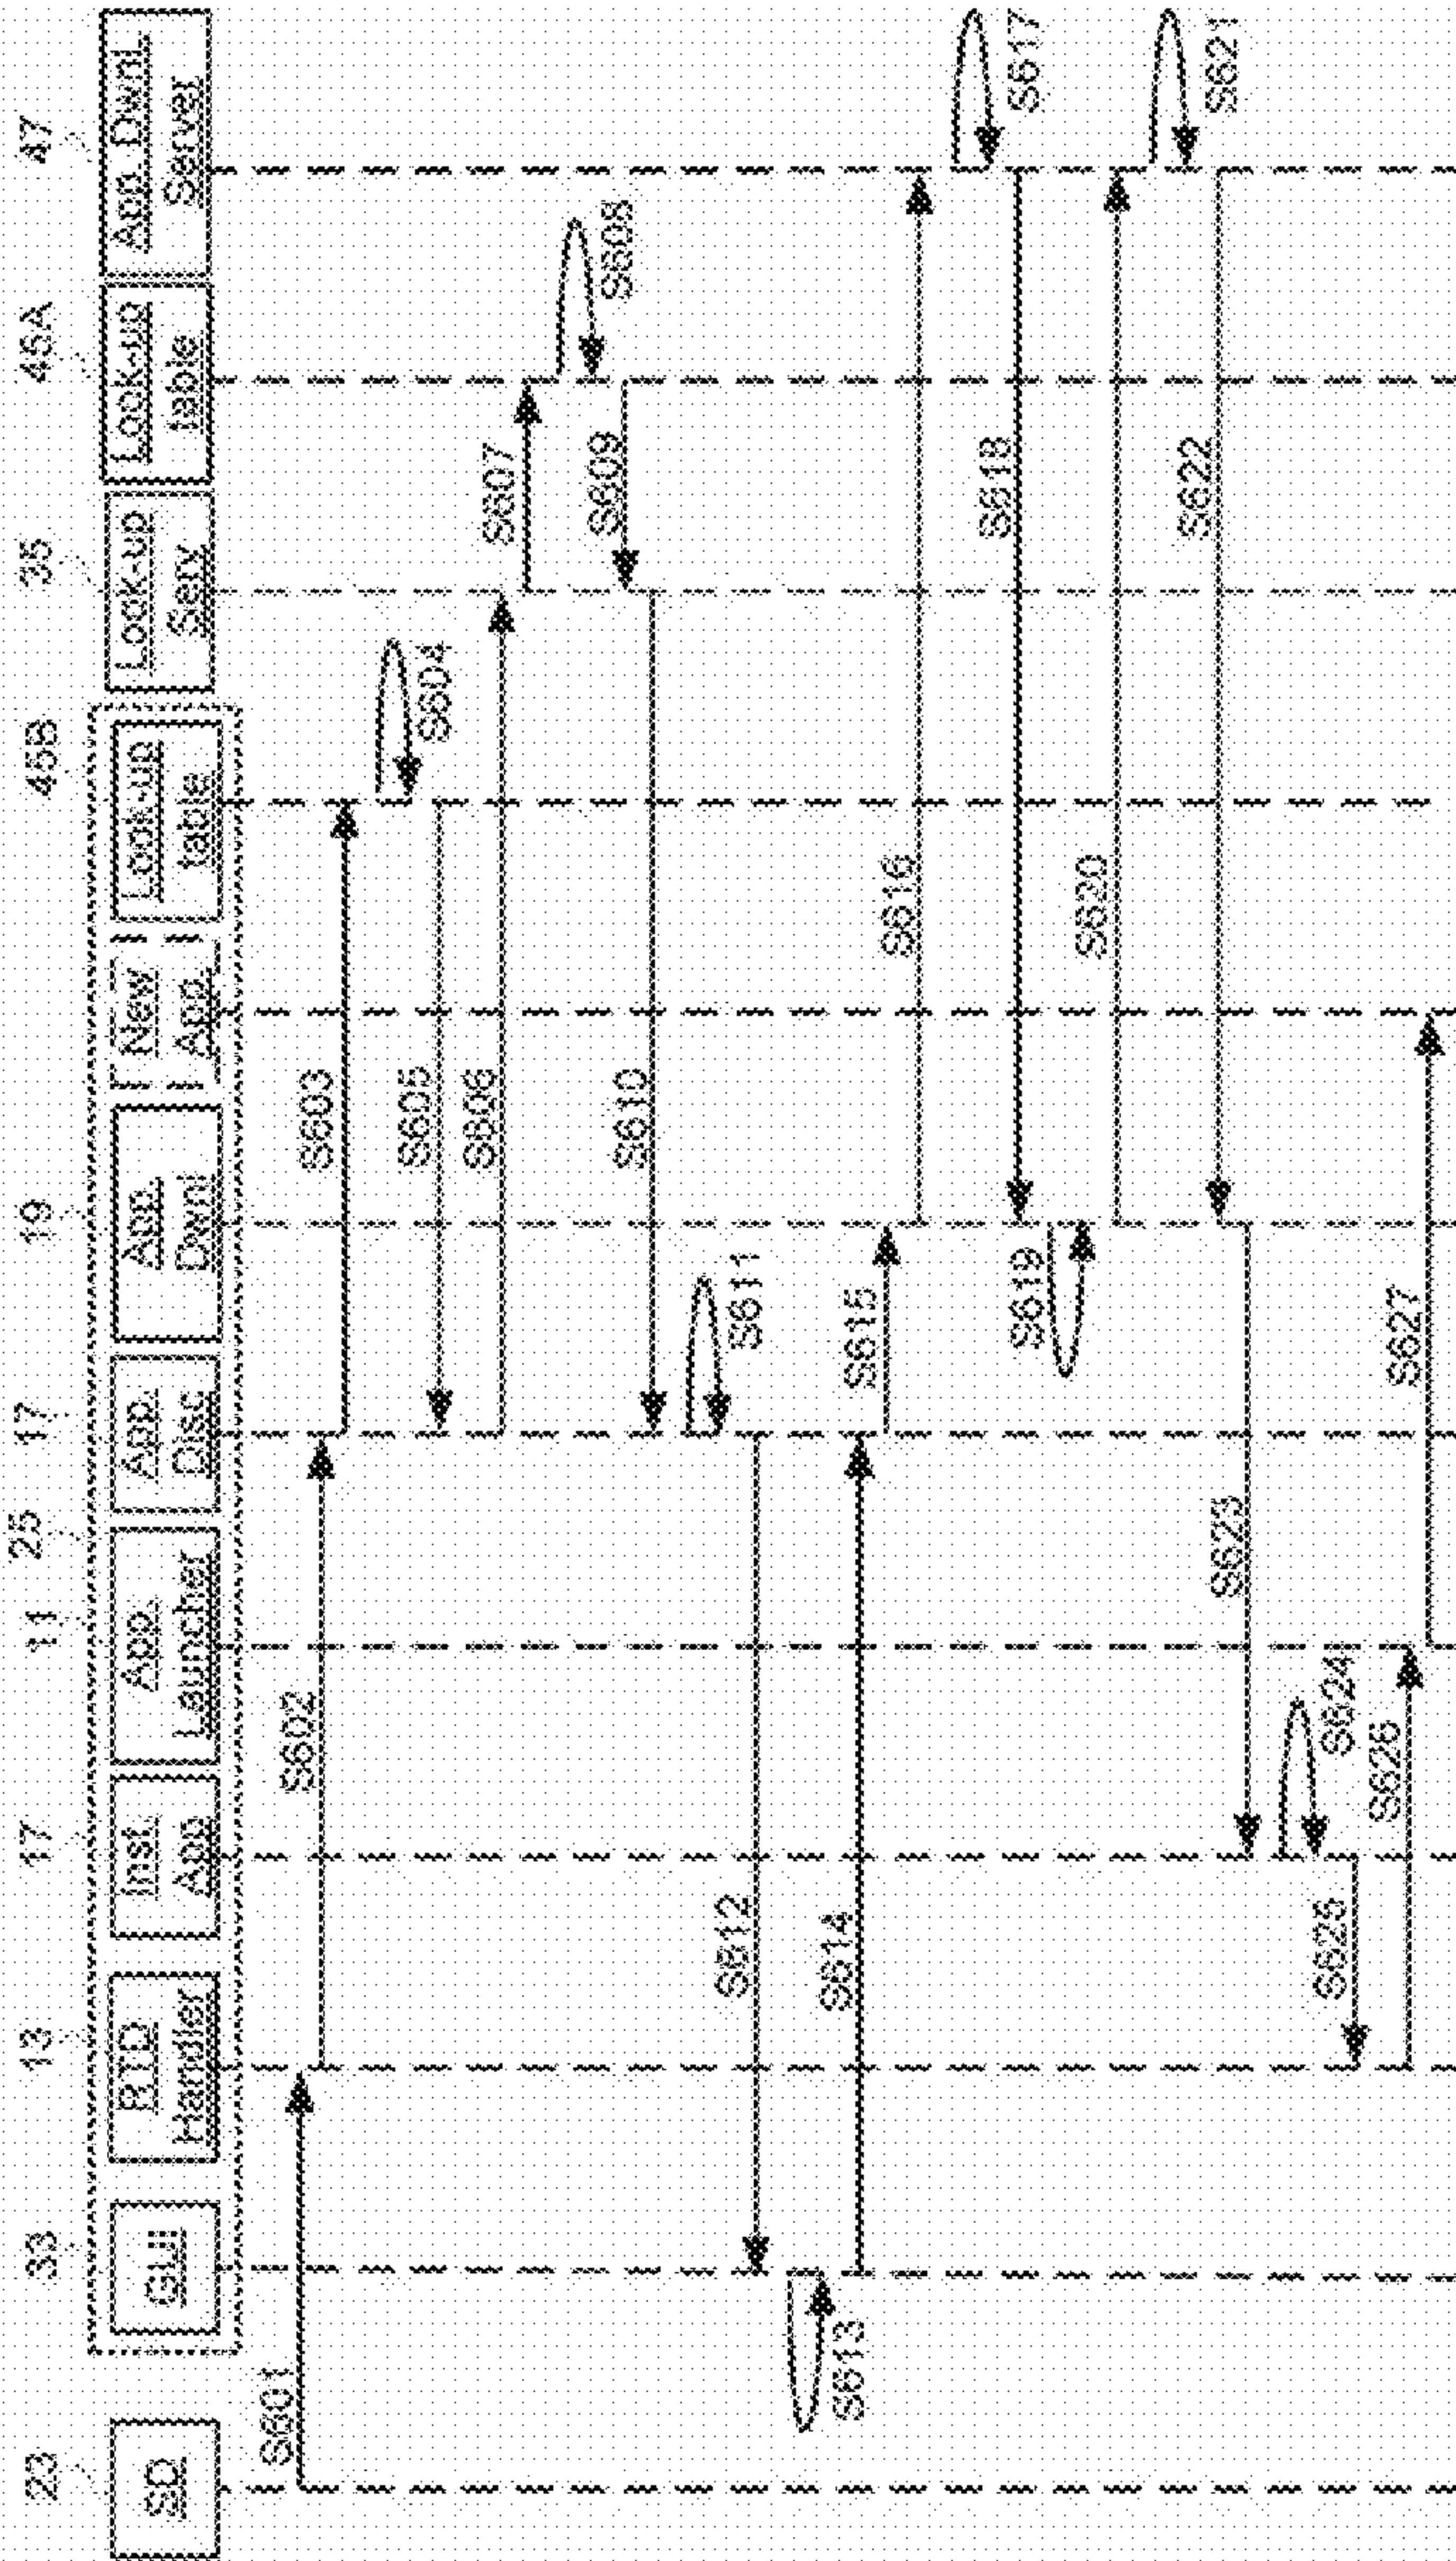 23
33
13
17
11
25
17
19
45B
35
45A
47
SD
GUI
RTD
Handler
Inst.
App
App.
Launcher
App.
Disc
App.
Dwnl
New
App.
Look-up
table
Look-up
Serv
Look-up
table
App Dwnl.
Server
S601
S602
S603
S604
S605
S606
S607
S608
S609
S610
S611
S612
S613
S614
S615
S616
S617
S618
S619
S620
S621
S622
S623
S624
S625
S626
S627